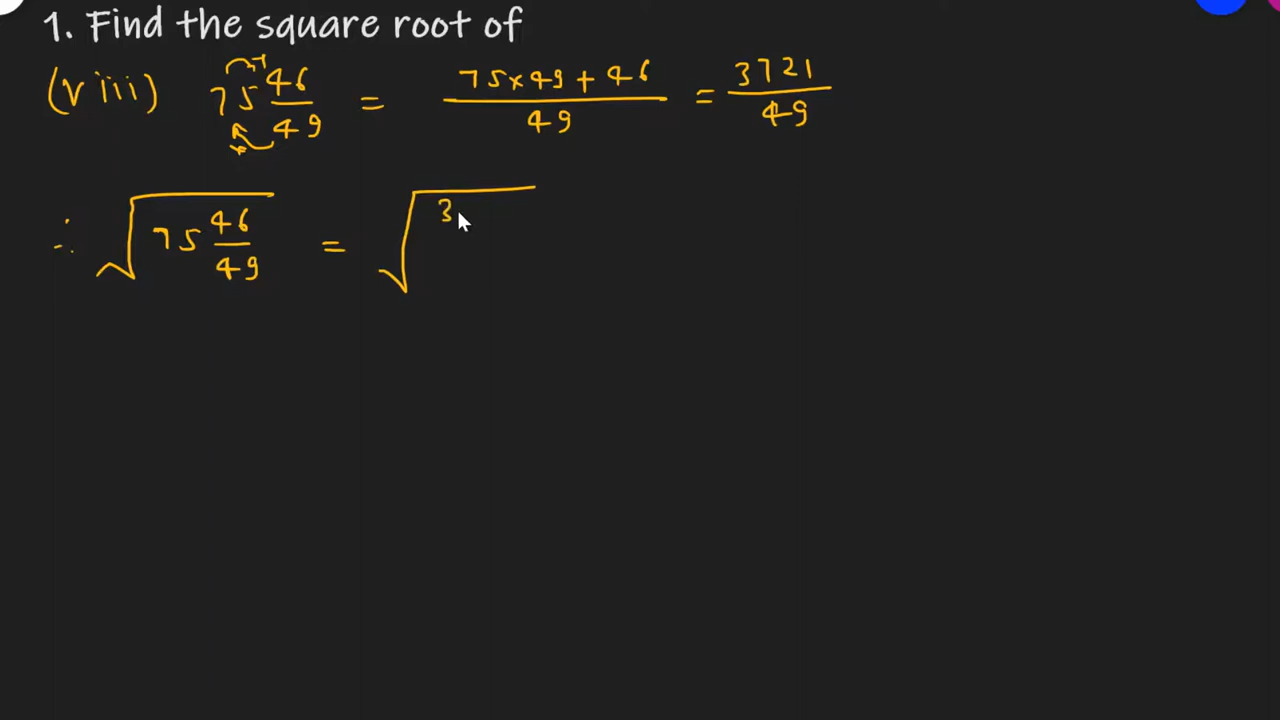 1. Find the square root of
(viii) 75 46/49 = 75×49+46/49 = 3721/49
∴ √75 46/49 = √3